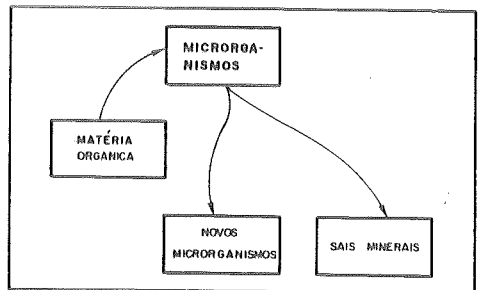 MICRORGA-
NISMOS
MATÉRIA
ORGANICA
NOVOS
MICRORGANISMOS
SAIS MINERAIS